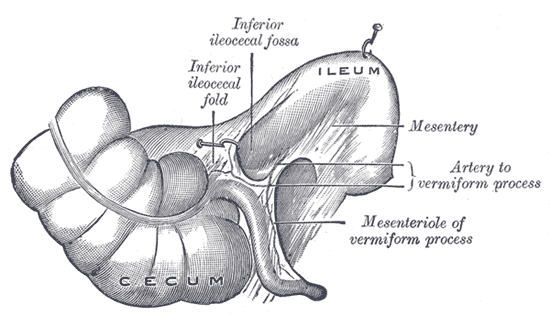 Inferior
ileocecal fossa
Inferior
ileocecal
fold
ILEUM
Mesentery
Artery to
vermiform process
Mesenteriole of
vermiform process
CECUM